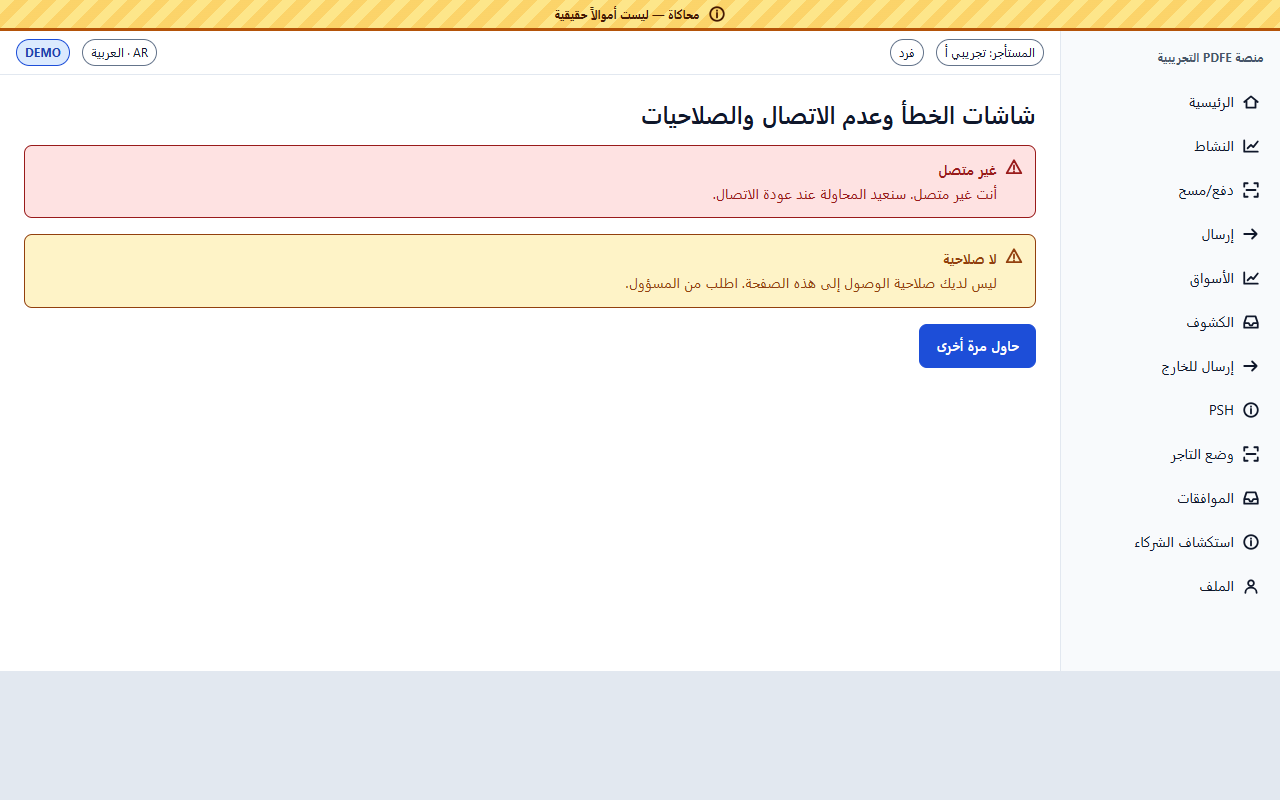 محاكاة — ليست أموالاً حقيقية
منصة PDFE التجريبية
الرئيسية
النشاط
دفع/مسح
إرسال
الأسواق
الكشوف
إرسال للخارج
PSH
وضع التاجر
الموافقات
استكشاف الشركاء
الملف
المستأجر: تجريبي أ
فرد
AR · العربية
DEMO
شاشات الخطأ وعدم الاتصال والصلاحيات
غير متصل
أنت غير متصل. سنعيد المحاولة عند عودة الاتصال.
لا صلاحية
ليس لديك صلاحية الوصول إلى هذه الصفحة. اطلب من المسؤول.
حاول مرة أخرى